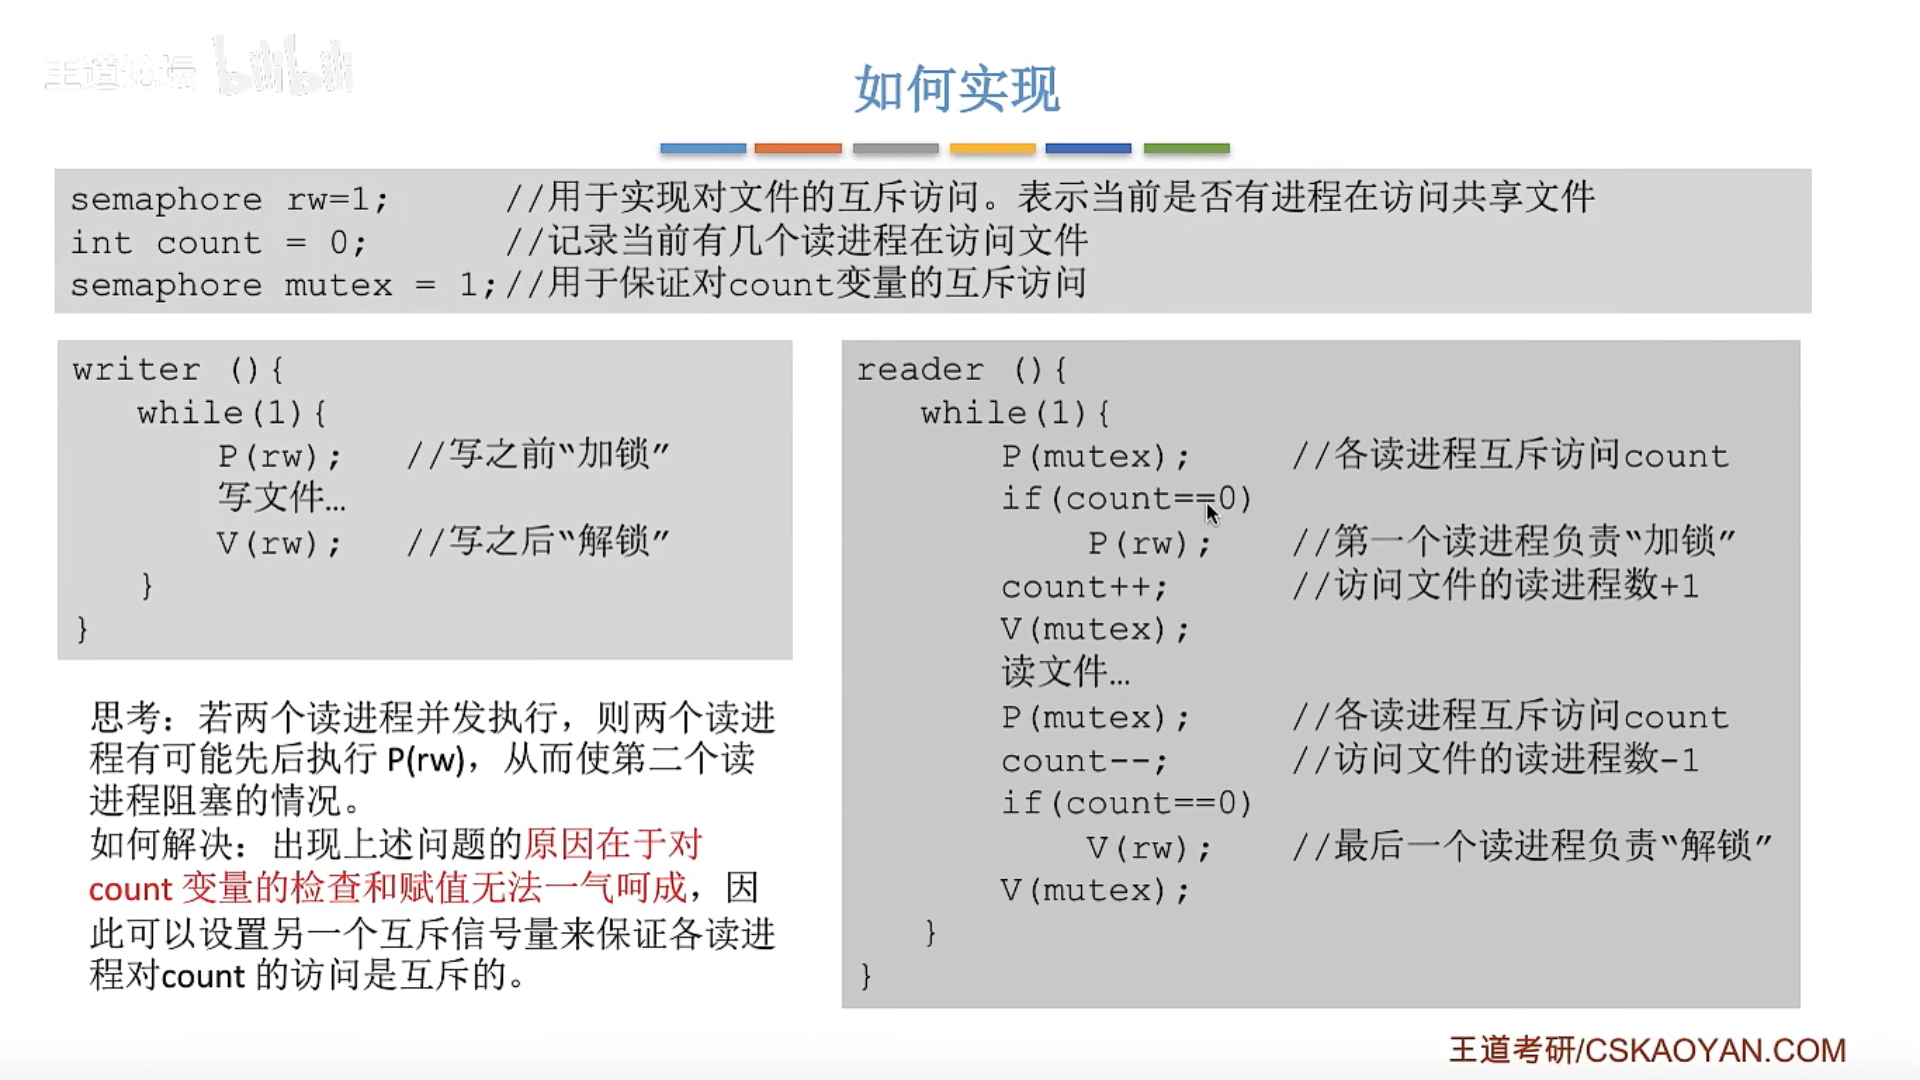 王道论坛 bilibili
如何实现
semaphore rw=1; //用于实现对文件的互斥访问。表示当前是否有进程在访问共享文件
int count = 0; //记录当前有几个读进程在访问文件
semaphore mutex = 1;//用于保证对count变量的互斥访问
writer (){
while(1){
P(rw); //写之前“加锁”
写文件…
V(rw); //写之后“解锁”
}
}
思考：若两个读进程并发执行，则两个读进
程有可能先后执行 P(rw)，从而使第二个读
进程阻塞的情况。
如何解决：出现上述问题的原因在于对
count 变量的检查和赋值无法一气呵成，因
此可以设置另一个互斥信号量来保证各读进
程对count 的访问是互斥的。
reader (){
while(1){
P(mutex); //各读进程互斥访问count
if(count==0)
P(rw); //第一个读进程负责“加锁”
count++; //访问文件的读进程数+1
V(mutex);
读文件…
P(mutex); //各读进程互斥访问count
count--; //访问文件的读进程数-1
if(count==0)
V(rw); //最后一个读进程负责“解锁”
V(mutex);
}
}
王道考研/CSKAOYAN.COM